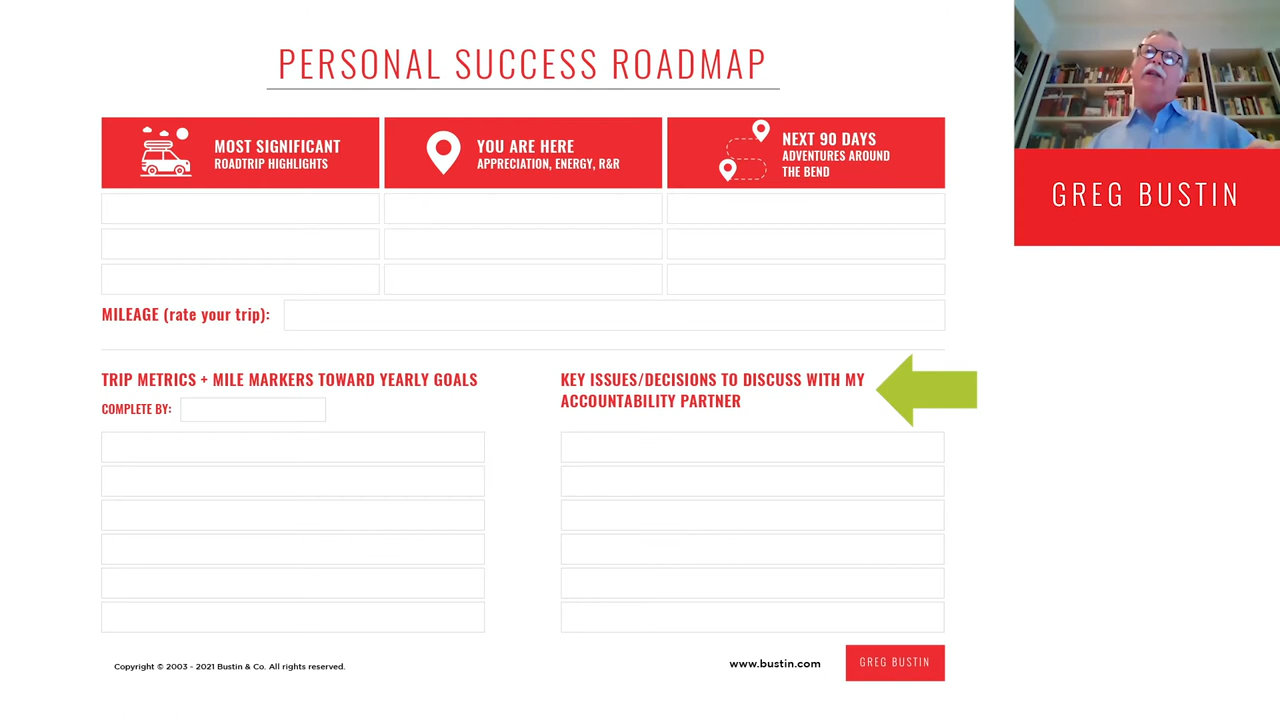 PERSONAL SUCCESS ROADMAP
GREG BUSTIN
MOST SIGNIFICANT
ROADTRIP HIGHLIGHTS
YOU ARE HERE
APPRECIATION, ENERGY, R&R
NEXT 90 DAYS
ADVENTURES AROUND
THE BEND
MILEAGE (rate your trip):
TRIP METRICS + MILE MARKERS TOWARD YEARLY GOALS
COMPLETE BY:
KEY ISSUES/DECISIONS TO DISCUSS WITH MY
ACCOUNTABILITY PARTNER
Copyright © 2003 - 2021 Bustin & Co. All rights reserved.
www.bustin.com
GREG BUSTIN